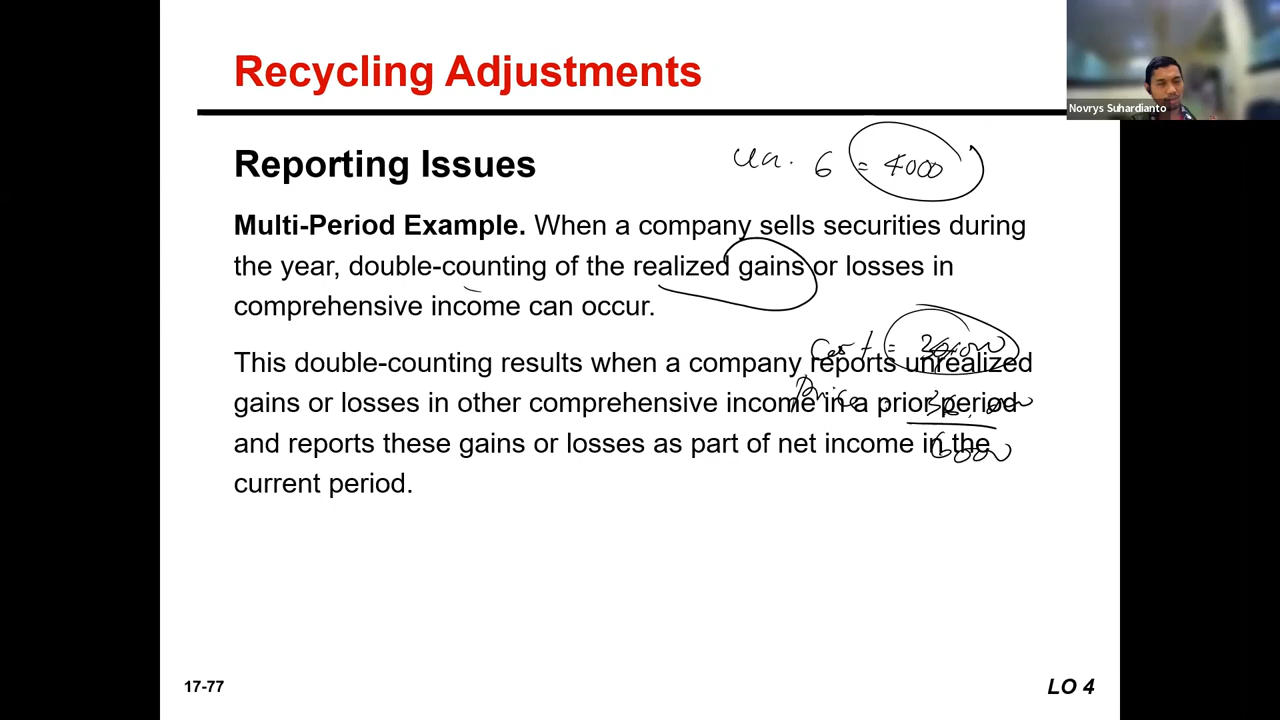 Recycling Adjustments
Novrys Suhardianto
Reporting Issues
un. G = 4000
Multi-Period Example. When a company sells securities during
the year, double-counting of the realized gains or losses in
comprehensive income can occur.
Cost =
This double-counting results when a company reports unrealized
Price
gains or losses in other comprehensive income in a prior period
and reports these gains or losses as part of net income in the
6000
current period.
17-77
LO 4